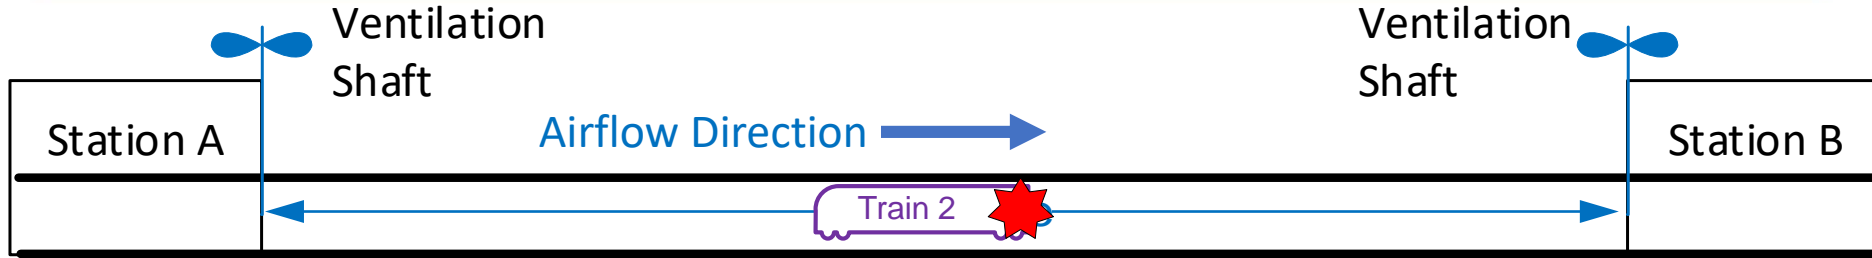 Ventilation
Shaft
Ventilation
Shaft
Station A
Airflow Direction
Station B
Train 2